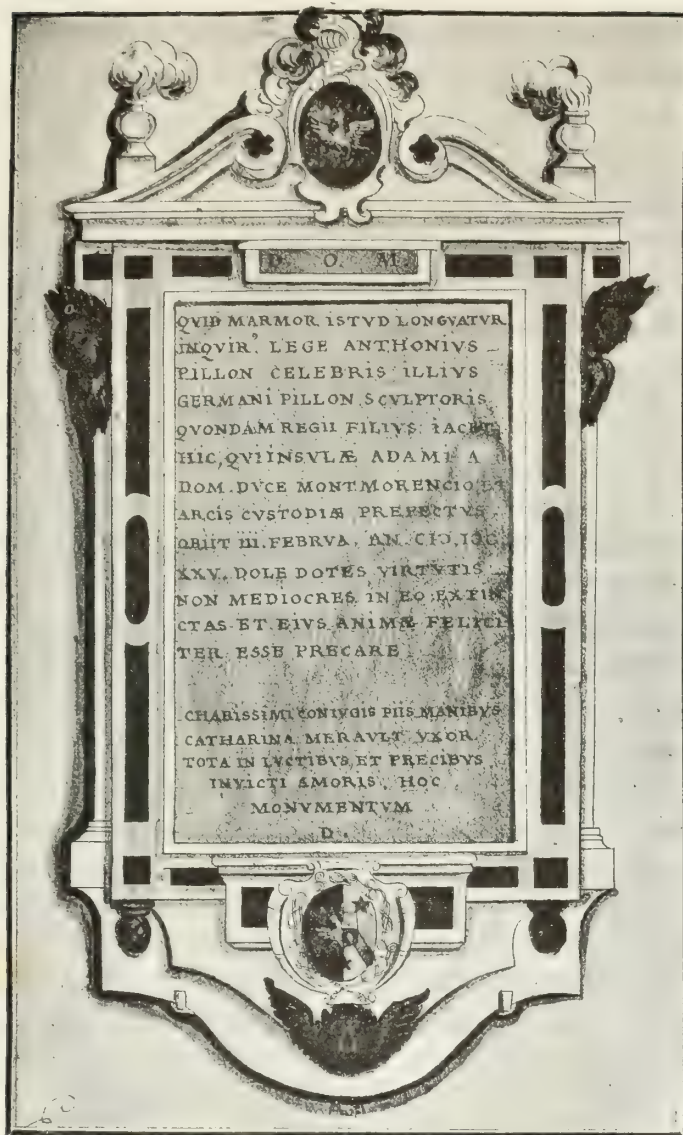 D. O. M.
QVID MARMOR ISTVD LONGVATVR
INQVIR⁹ LEGE ANTHONIVS
PILLON CELEBRIS ILLIVS
GERMANI PILLON SCVLPTORIS
QVONDAM REGII FILIVS IACET
HIC, QVI INSVLÆ ADAMI A
DOM. DVCE MONTMORENCIO ET
ARCIS CVSTODIÆ PREFECTVS
OBIIT III. FEBRVA. AN. CIↃ.IↃC
XXV. DOLE DOTES VIRTVTIS
NON MEDIOCRES IN EO EXTIN
CTAS ET EIVS ANIMÆ FELICI
TER ESSE PRECARE
CHARISSIMI CONIVGIS PIIS MANIBVS
CATHARINA MERAVLT VXOR
TOTA IN LVCTIBVS ET PRECIBVS
INVICTI AMORIS HOC
MONVMENTVM
D.